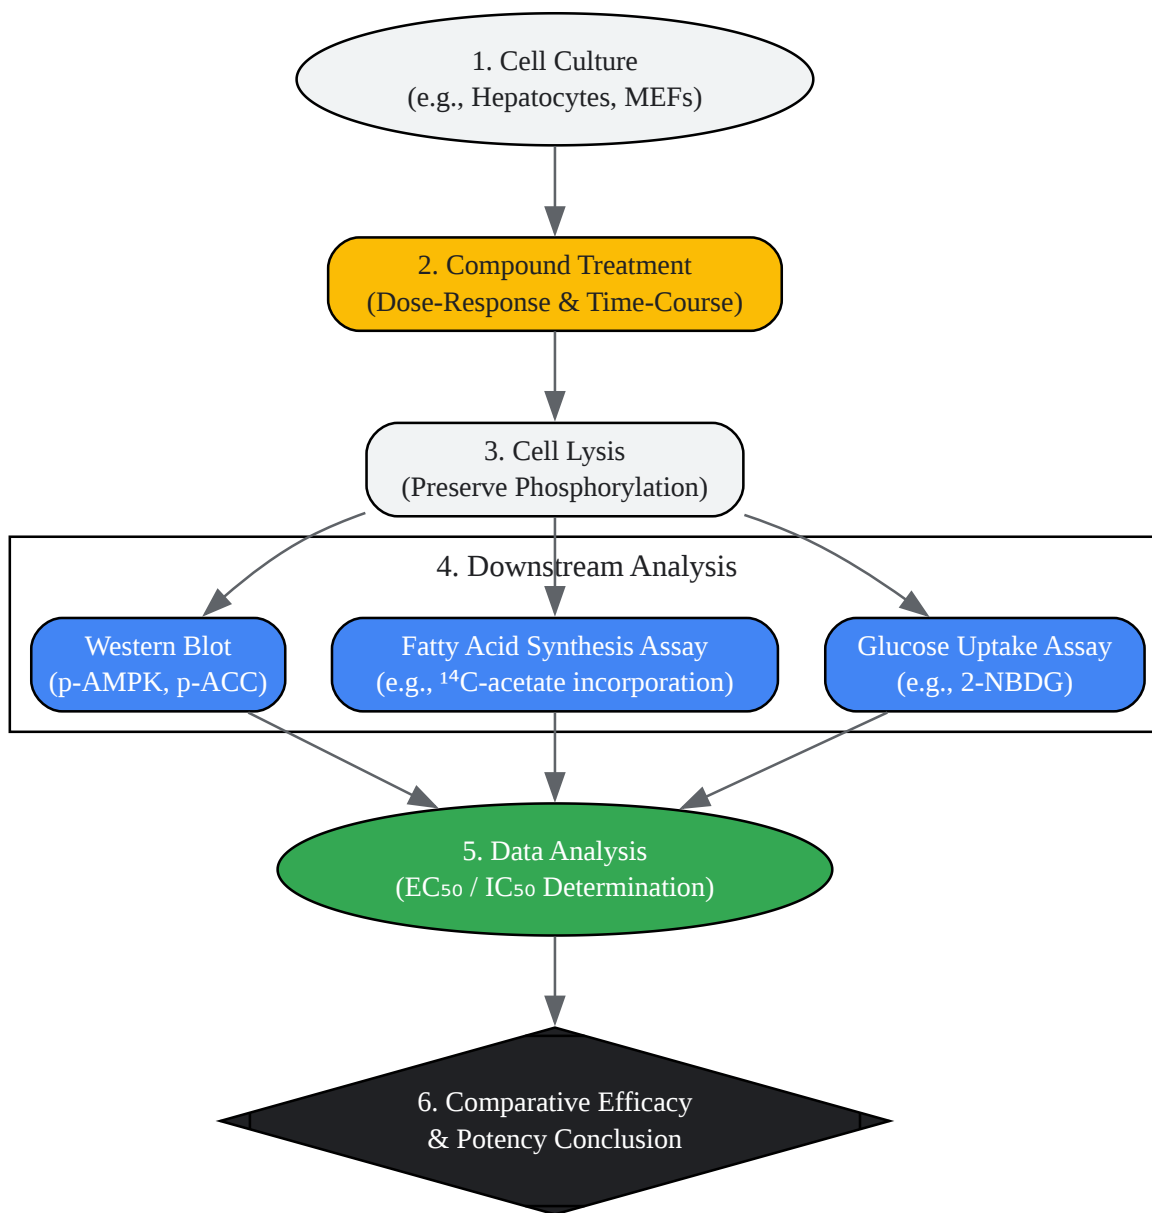 1. Cell Culture
(e.g., Hepatocytes, MEFs)
2. Compound Treatment
(Dose-Response & Time-Course)
3. Cell Lysis
(Preserve Phosphorylation)
4. Downstream Analysis
Western Blot
(p-AMPK, p-ACC)
Fatty Acid Synthesis Assay
(e.g., ¹⁴C-acetate incorporation)
Glucose Uptake Assay
(e.g., 2-NBDG)
5. Data Analysis
(EC₅₀ / IC₅₀ Determination)
6. Comparative Efficacy
& Potency Conclusion